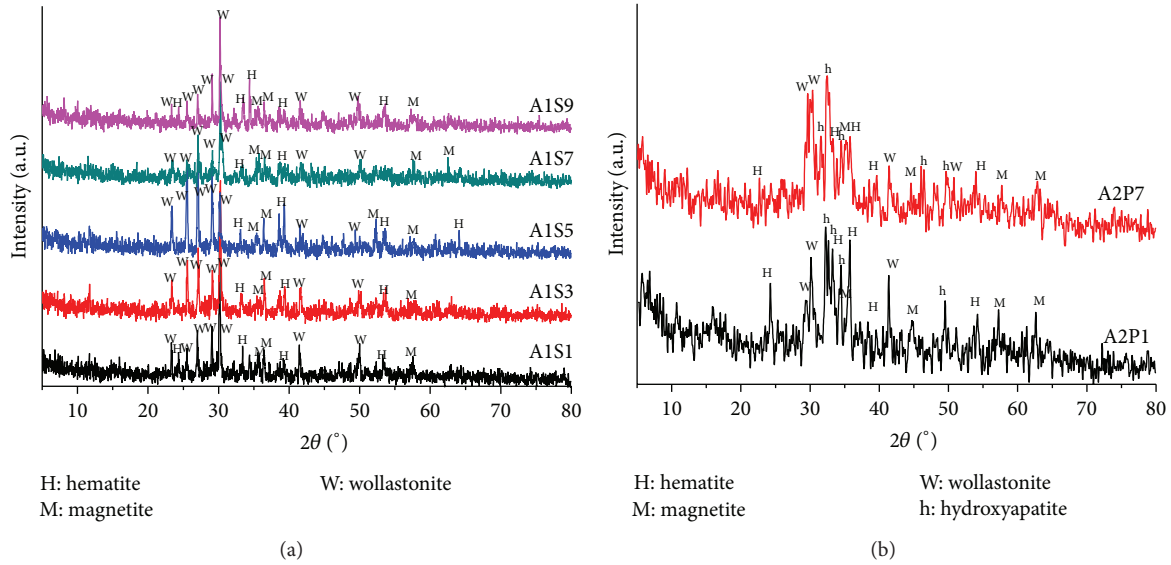 Intensity (a.u.)
W
W H W W W W H H M M H W W H M A1S9
W W W W W H M M H W W M M A1S7
W W W W W H M M H W W M H M H A1S5
W W W W W H M M H W W H M A1S3
W H W W W W H M M H W W H M A1S1
10 20 30 40 50 60 70 80
2θ (°)
H: hematite
W: wollastonite
M: magnetite
(a)
Intensity (a.u.)
H W W h h H h M H H W M h h W H M M A2P7
H W W h h H h M H H W M h H M M A2P1
10 20 30 40 50 60 70 80
2θ (°)
H: hematite
W: wollastonite
M: magnetite
h: hydroxyapatite
(b)